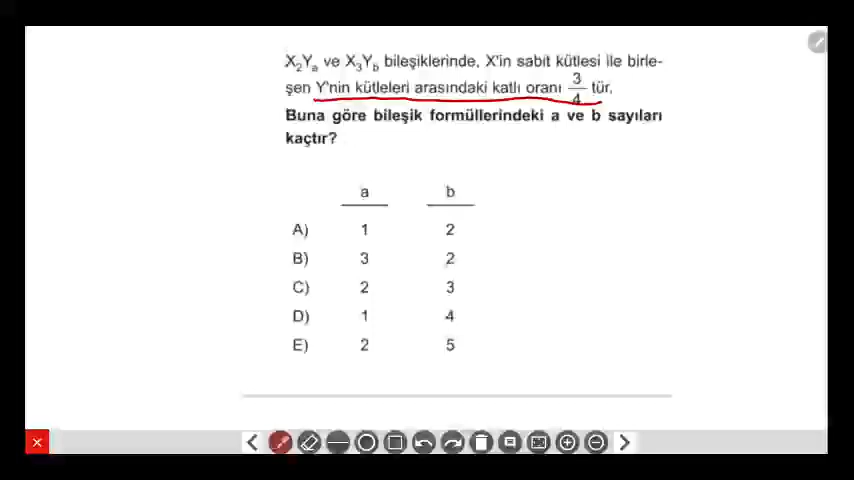 X₂Yₐ ve X₃Y_b bileşiklerinde, X'in sabit kütlesi ile birle-
şen Y'nin kütleleri arasındaki katlı oranı 3/4 tür.
Buna göre bileşik formüllerindeki a ve b sayıları
kaçtır?
a b
A) 1 2
B) 3 2
C) 2 3
D) 1 4
E) 2 5